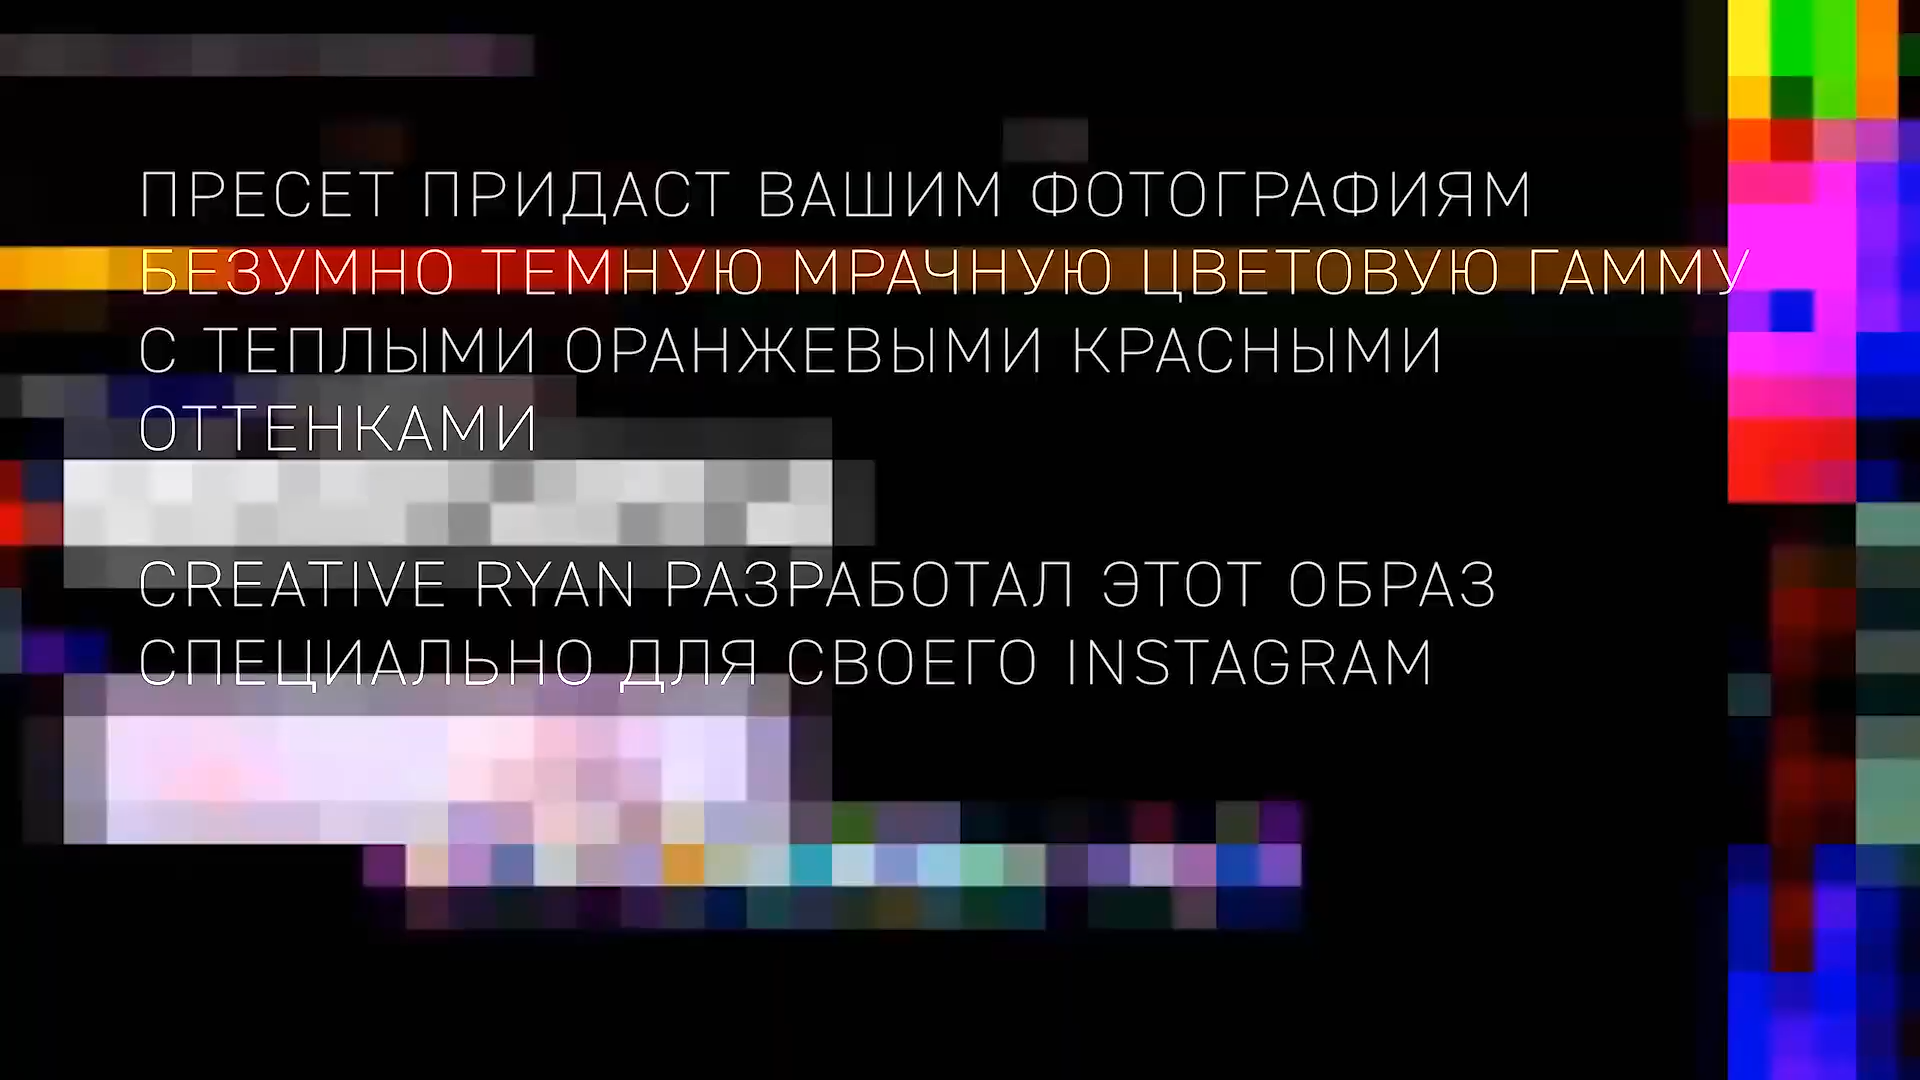 ПРЕСЕТ ПРИДАСТ ВАШИМ ФОТОГРАФИЯМ
БЕЗУМНО ТЕМНУЮ МРАЧНУЮ ЦВЕТОВУЮ ГАММУ
С ТЕПЛЫМИ ОРАНЖЕВЫМИ КРАСНЫМИ
ОТТЕНКАМИ
CREATIVE RYAN РАЗРАБОТАЛ ЭТОТ ОБРАЗ
СПЕЦИАЛЬНО ДЛЯ СВОЕГО INSTAGRAM